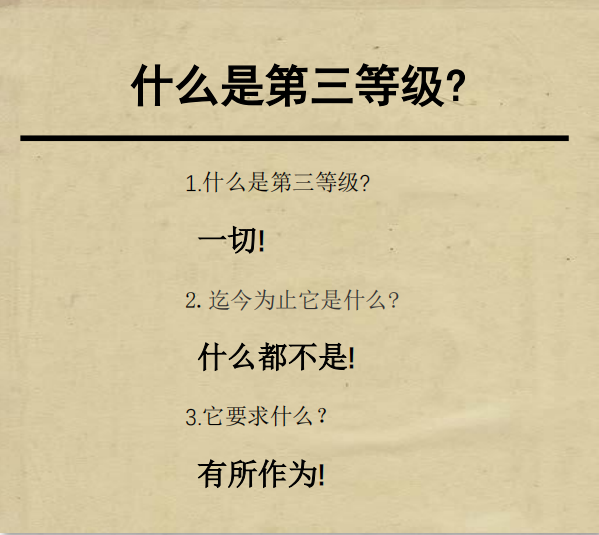 什么是第三等级?
1.什么是第三等级?
一切!
2. 迄今为止它是什么?
什么都不是!
3.它要求什么？
有所作为!